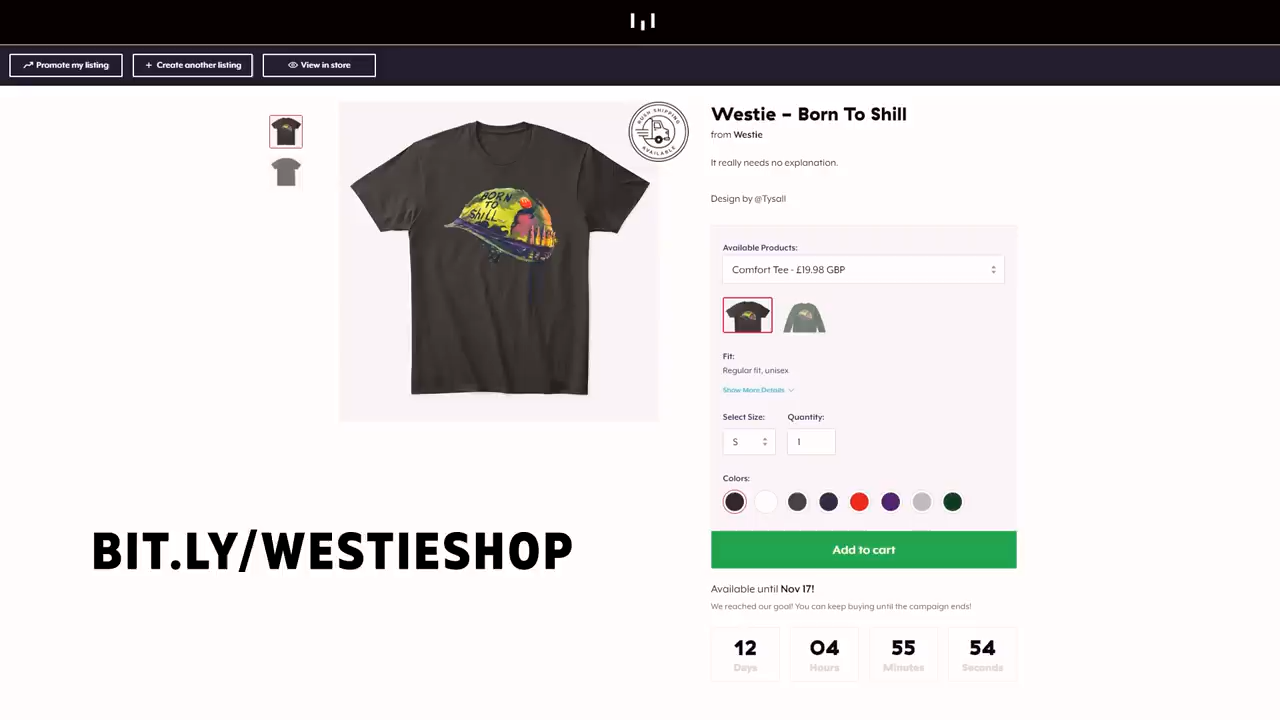 Promote my listing
+ Create another listing
View in store
RUSH SHIPPING
AVAILABLE
BORN
TO
ShiLL
Westie – Born To Shill
from Westie
It really needs no explanation.
Design by @Tysall
Available Products:
Comfort Tee - £19.98 GBP
Fit:
Regular fit, unisex
Show More Details
Select Size: Quantity:
S 1
Colors:
Add to cart
BIT.LY/WESTIESHOP
Available until Nov 17!
We reached our goal! You can keep buying until the campaign ends!
12 04 55 54
Days Hours Minutes Seconds